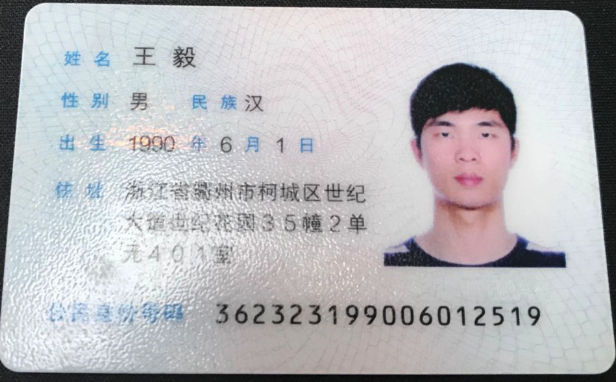 姓名 王毅
性别 男 民族 汉
出生 1990 年 6 月 1 日
住址 浙江省衢州市柯城区世纪
大道世纪花园35幢2单
元401室
公民身份号码 362323199006012519